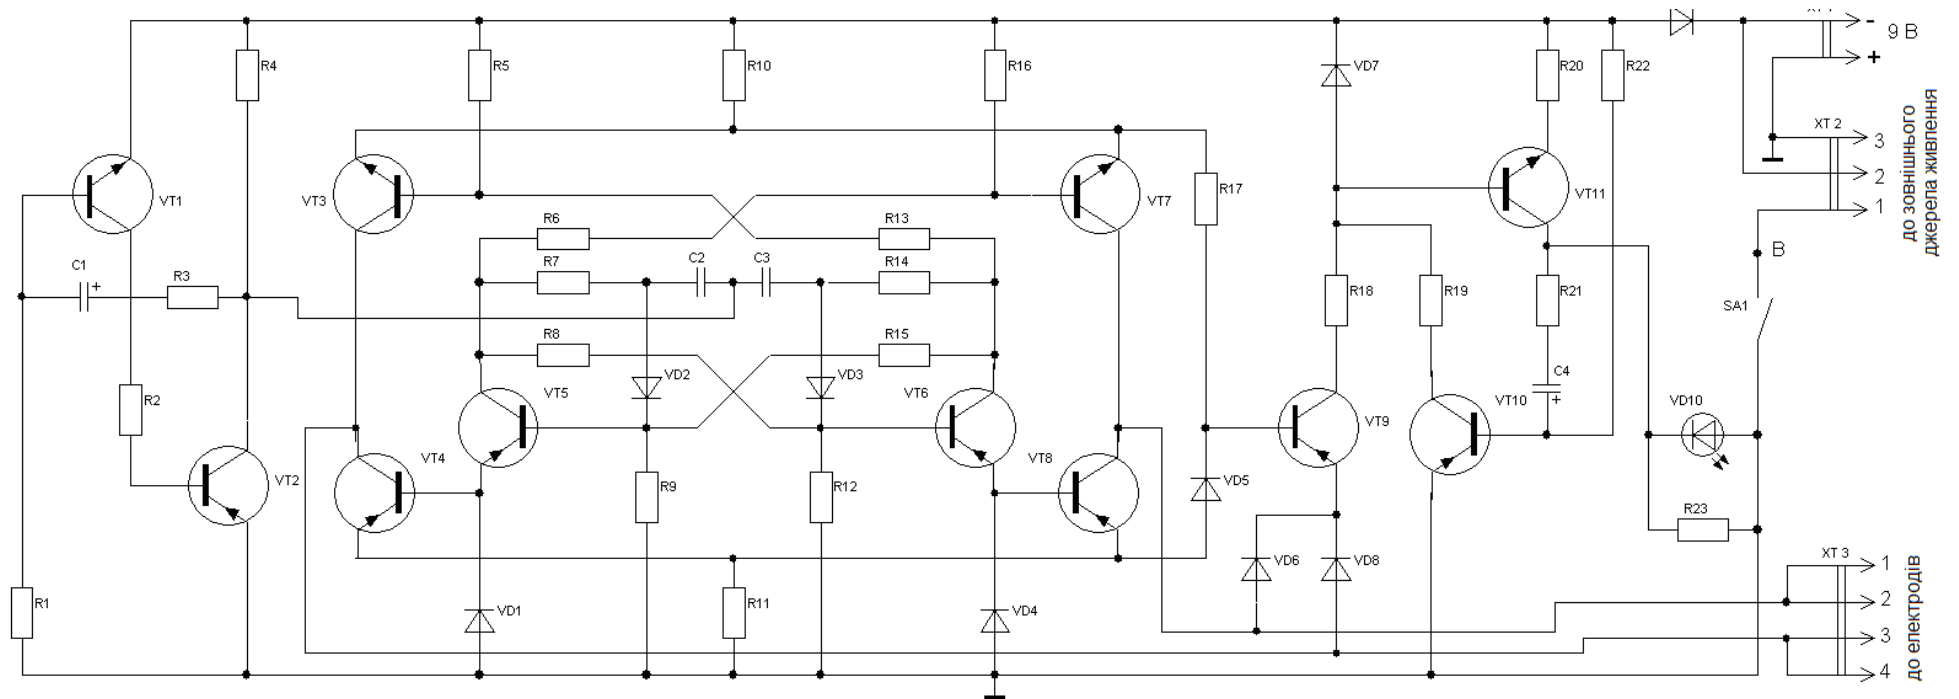 -
9 В
+
R4
R5
R10
R16
VD7
R20
R22
до зовнішнього
джерела живлення
XT 2
3
2
1
VT1
VT3
VT7
R17
VT11
R6
R13
C1
+
R3
R7
C2
C3
R14
R18
R19
R21
В
SA1
R8
R15
R2
VT5
VD2
VD3
VT6
VT9
VT10
C4
+
VD10
VT2
VT4
R9
R12
VT8
VD5
R23
R1
VD1
R11
VD4
VD6
VD8
XT 3
1
2
3
4
до електродів